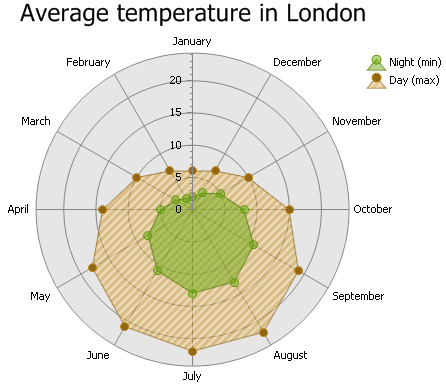 Average temperature in London
January
February
December
Night (min)
Day (max)
20
March
November
15
10
5
April
0
October
May
September
June
August
July